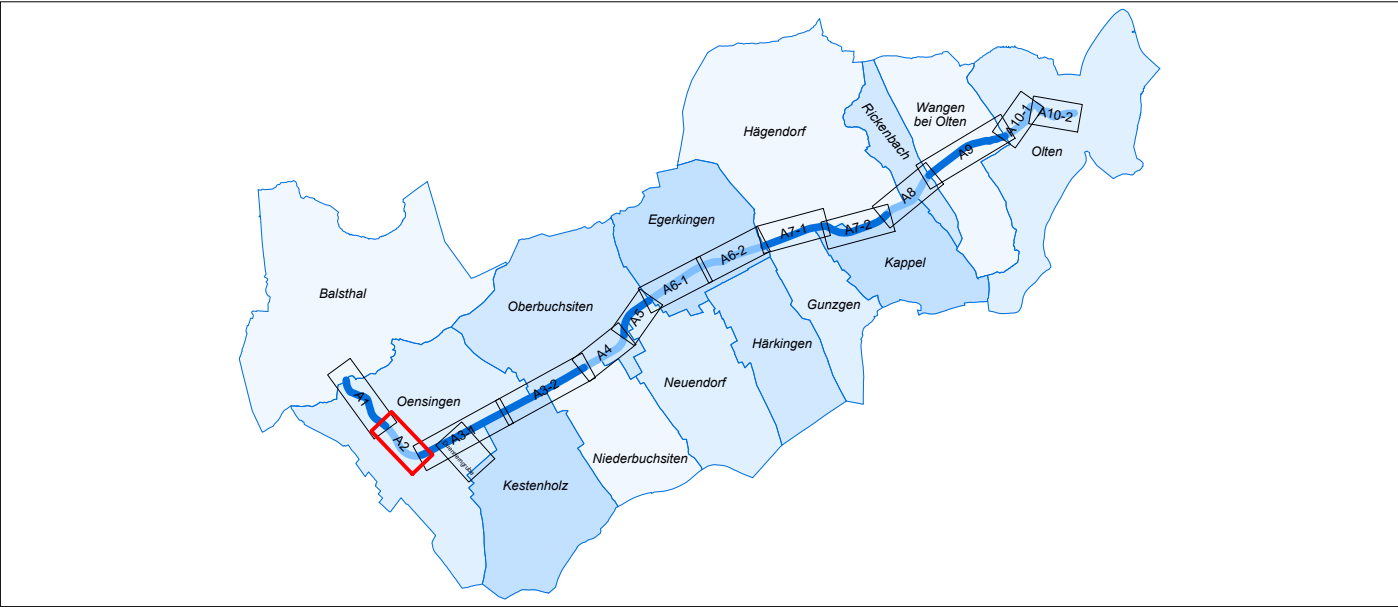 Hägendorf
Rickenbach
Wangen
bei Olten
A10-1
A10-2
Olten
A9
A8
Egerkingen
A7-1
A7-2
A6-2
Kappel
A6-1
Balsthal
Oberbuchsiten
Gunzgen
A5
Härkingen
A4
Neuendorf
A3-2
Oensingen
A1
A2
A3-1
Niederbuchsiten
Kestenholz